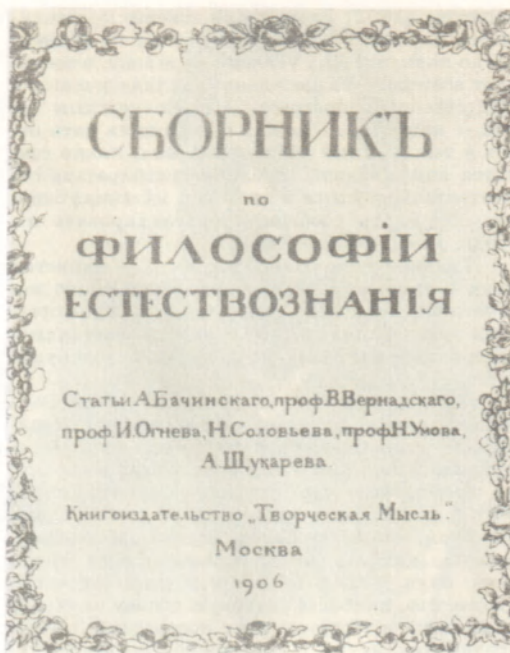 СБОРНИКЪ
ПО
ФИЛОСОФІИ
ЕСТЕСТВОЗНАНІЯ
Статьи А.Бачинскаго, проф.В.Вернадскаго,
проф.И.Огнева, Н.Соловьева, проф.Н.Умова,
А.Щукарева.
Книгоиздательство „Творческая Мысль".
Москва
1906